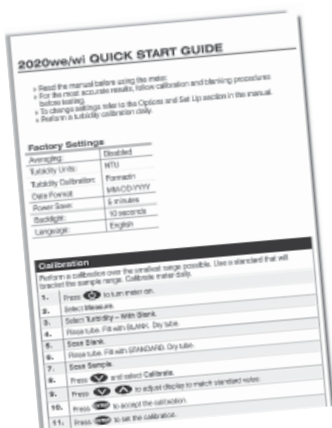 2020we/wi QUICK START GUIDE
» Read the manual before using the meter.
» For the most accurate results, follow calibration and blanking procedures
before testing.
» To change settings refer to the Options and Set Up section in the manual.
» Perform a turbidity calibration daily.
Factory Settings
Averaging: Disabled
Turbidity Units: NTU
Turbidity Calibration: Formazin
Date Format: MM-DD-YYYY
Power Save: 5 minutes
Backlight: 10 seconds
Language: English
Calibration
Perform a calibration over the smallest range possible. Use a standard that will
bracket the sample range. Calibrate meter daily.
1. Press to turn meter on.
2. Select Measure.
3. Select Turbidity – With Blank.
4. Rinse tube. Fill with BLANK. Dry tube.
5. Scan Blank.
6. Rinse tube. Fill with STANDARD. Dry tube.
7. Scan Sample.
8. Press and select Calibrate.
9. Press to adjust display to match standard value.
10. Press to accept the calibration.
11. Press to set the calibration.